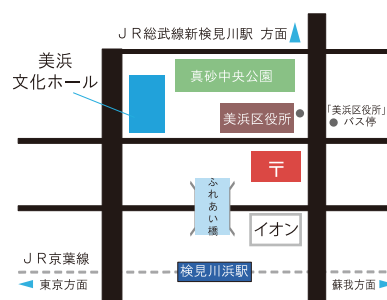 JR総武線新検見川駅 方面
美浜
文化ホール
真砂中央公園
美浜区役所
「美浜区役所」
バス停
〒
ふれあい橋
イオン
JR京葉線
検見川浜駅
東京方面
蘇我方面